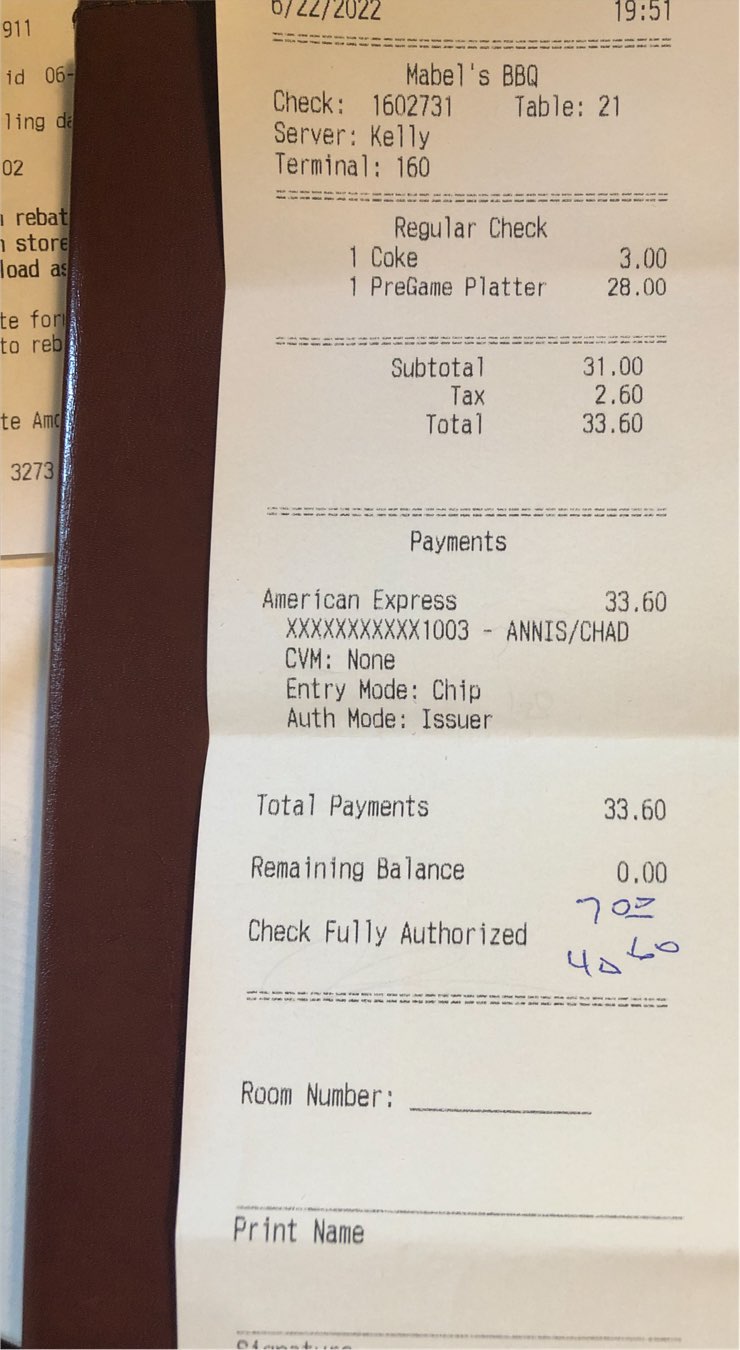 911
id 06-
ling de
02
rebat
store
load as
te for
to reb
te Amo
3273
6/22/2022 19:51
Mabel's BBQ
Check: 1602731 Table: 21
Server: Kelly
Terminal: 160
Regular Check
1 Coke 3.00
1 PreGame Platter 28.00
Subtotal 31.00
Tax 2.60
Total 33.60
Payments
American Express 33.60
XXXXXXXXXXX1003 - ANNIS/CHAD
CVM: None
Entry Mode: Chip
Auth Mode: Issuer
Total Payments 33.60
Remaining Balance 0.00
7 00
Check Fully Authorized
40 60
Room Number:
Print Name
Signature